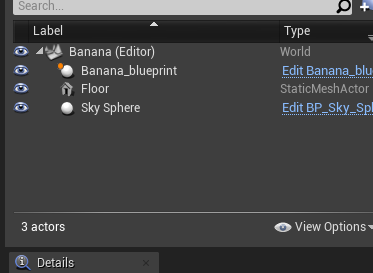 Search...
Label Type
Banana (Editor) World
Banana_blueprint Edit Banana_blu
Floor StaticMeshActor
Sky Sphere Edit BP_Sky_Sp
3 actors View Options
Details